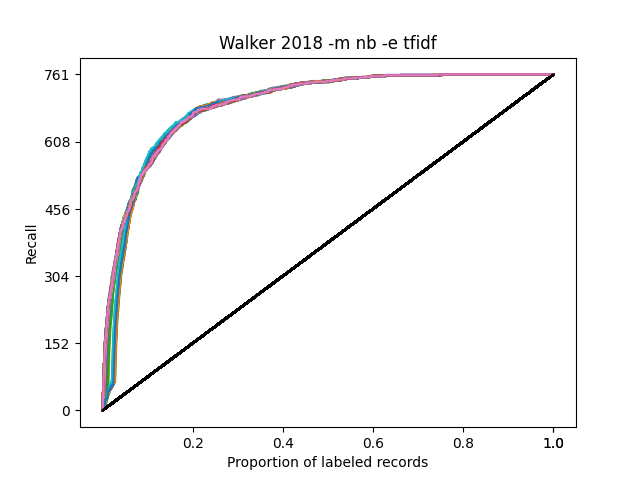 Walker 2018 -m nb -e tfidf
761
608
456
304
152
0
Recall
0.2 0.4 0.6 0.8 1.0
Proportion of labeled records